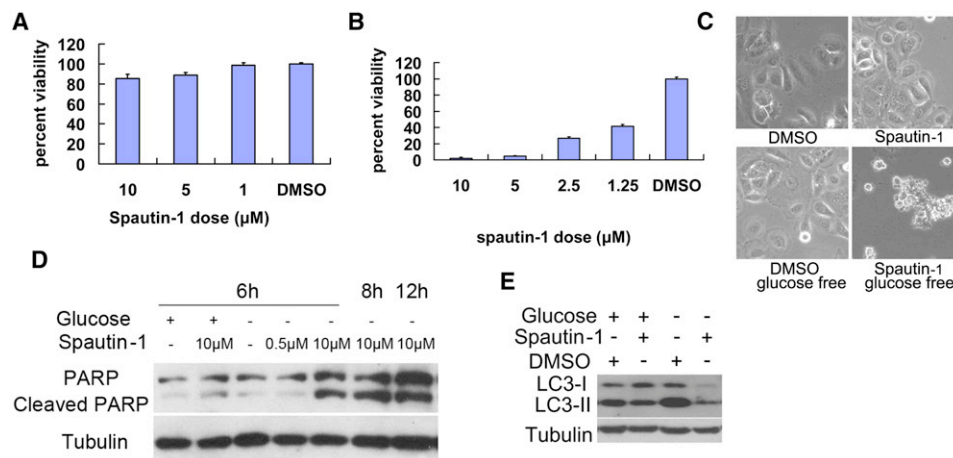 A
percent viability
120
100
80
60
40
20
0
10 5 1 DMSO
Spautin-1 dose (µM)
B
percent viability
120
100
80
60
40
20
0
10 5 2.5 1.25 DMSO
spautin-1 dose (µM)
C
DMSO Spautin-1
DMSO glucose free
Spautin-1 glucose free
D
6h 8h 12h
Glucose + + - - - - -
Spautin-1 - 10µM - 0.5µM 10µM 10µM 10µM
PARP
Cleaved PARP
Tubulin
E
Glucose + + - -
Spautin-1 - + - +
DMSO + - + -
LC3-I
LC3-II
Tubulin